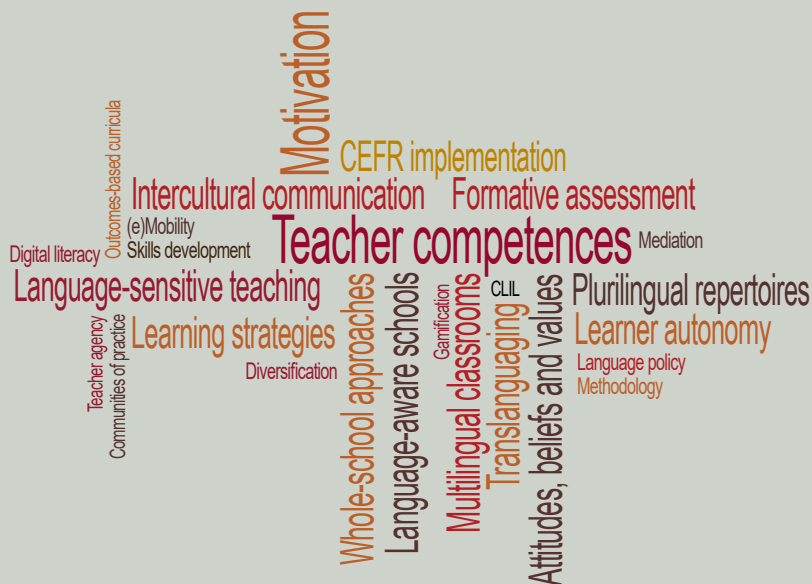 Motivation
Outcomes-based curricula
CEFR implementation
Intercultural communication
Formative assessment
(e)Mobility
Teacher competences
Mediation
Digital literacy
Skills development
Language-sensitive teaching
Whole-school approaches
Language-aware schools
Gamification
Multilingual classrooms
CLIL
Translanguaging
Attitudes, beliefs and values
Plurilingual repertoires
Teacher agency
Communities of practice
Learning strategies
Learner autonomy
Diversification
Language policy
Methodology